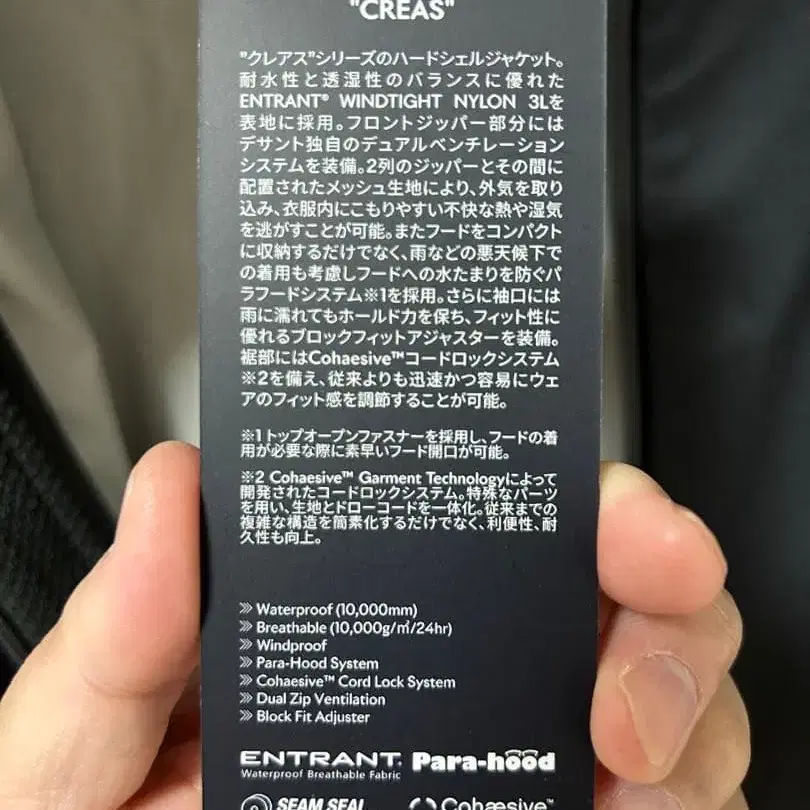 "CREAS"
"クレアス"シリーズのハードシェルジャケット。
耐水性と透湿性のバランスに優れた
ENTRANT® WINDTIGHT NYLON 3Lを
表地に採用。フロントジッパー部分には
デサント独自のデュアルベンチレーション
システムを装備。2列のジッパーとその間に
配置されたメッシュ生地により、外気を取り
込み、衣服内にこもりやすい不快な熱や湿気
を逃がすことが可能。またフードをコンパクト
に収納するだけでなく、雨などの悪天候下で
の着用も考慮しフードへの水たまりを防ぐパ
ラフードシステム※1を採用。さらに袖口には
雨に濡れてもホールド力を保ち、フィット性に
優れるブロックフィットアジャスターを装備。
裾部にはCohaesive™コードロックシステム
※2を備え、従来よりも迅速かつ容易にウェ
アのフィット感を調節することが可能。
※1 トップオープンファスナーを採用し、フードの着
用が必要な際に素早いフード開口が可能。
※2 Cohaesive™ Garment Technologyによって
開発されたコードロックシステム。特殊なパーツ
を用い、生地とドローコードを一体化。従来までの
複雑な構造を簡素化するだけでなく、利便性、耐
久性も向上。
》 Waterproof (10,000mm)
》 Breathable (10,000g/㎡/24hr)
》 Windproof
》 Para-Hood System
》 Cohaesive™ Cord Lock System
》 Dual Zip Ventilation
》 Block Fit Adjuster
ENTRANT® Para-hood
Waterproof Breathable Fabric
SEAM SEAL Cohæsive™